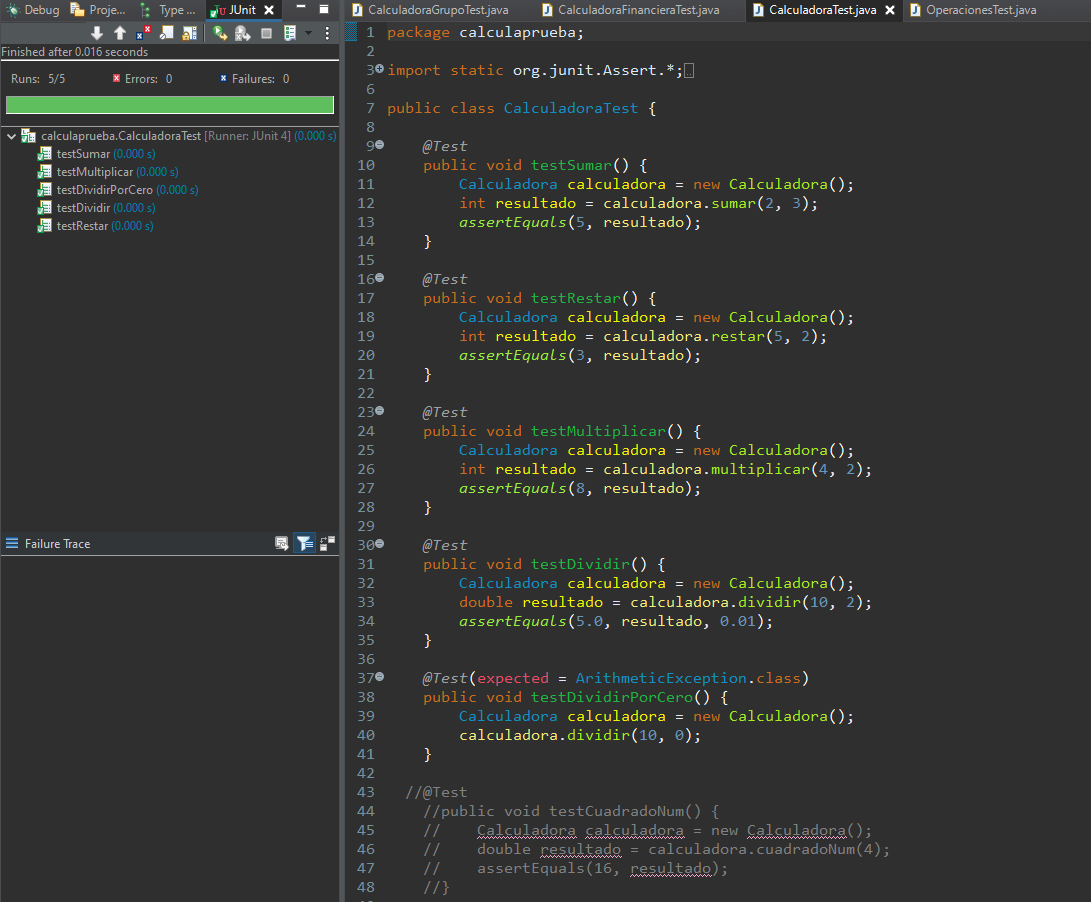 Debug Proje... Type ... JUnit
Finished after 0.016 seconds
Runs: 5/5 Errors: 0 Failures: 0
calculaprueba.CalculadoraTest [Runner: JUnit 4] (0.000 s)
testSumar (0.000 s)
testMultiplicar (0.000 s)
testDividirPorCero (0.000 s)
testDividir (0.000 s)
testRestar (0.000 s)
Failure Trace
CalculadoraGrupoTest.java CalculadoraFinancieraTest.java CalculadoraTest.java OperacionesTest.java
1 package calculaprueba;
2
3 import static org.junit.Assert.*;
6
7 public class CalculadoraTest {
8
9 @Test
10 public void testSumar() {
11 Calculadora calculadora = new Calculadora();
12 int resultado = calculadora.sumar(2, 3);
13 assertEquals(5, resultado);
14 }
15
16 @Test
17 public void testRestar() {
18 Calculadora calculadora = new Calculadora();
19 int resultado = calculadora.restar(5, 2);
20 assertEquals(3, resultado);
21 }
22
23 @Test
24 public void testMultiplicar() {
25 Calculadora calculadora = new Calculadora();
26 int resultado = calculadora.multiplicar(4, 2);
27 assertEquals(8, resultado);
28 }
29
30 @Test
31 public void testDividir() {
32 Calculadora calculadora = new Calculadora();
33 double resultado = calculadora.dividir(10, 2);
34 assertEquals(5.0, resultado, 0.01);
35 }
36
37 @Test(expected = ArithmeticException.class)
38 public void testDividirPorCero() {
39 Calculadora calculadora = new Calculadora();
40 calculadora.dividir(10, 0);
41 }
42
43 //@Test
44 //public void testCuadradoNum() {
45 // Calculadora calculadora = new Calculadora();
46 // double resultado = calculadora.cuadradoNum(4);
47 // assertEquals(16, resultado);
48 //}